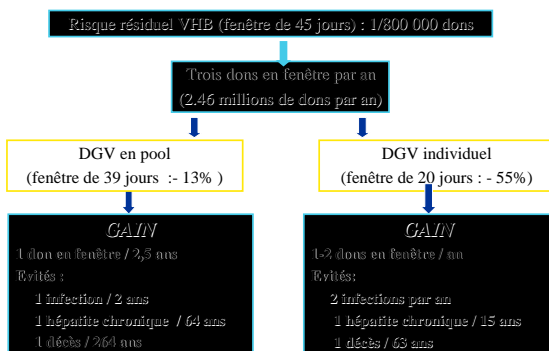 Risque résiduel VHB (fenêtre de 45 jours) : 1/800 000 dons
Trois dons en fenêtre par an
(2.46 millions de dons par an)
DGV en pool
(fenêtre de 39 jours :- 13% )
DGV individuel
(fenêtre de 20 jours : - 55%)
GAIN
1 don en fenêtre / 2,5 ans
Evités :
1 infection / 2 ans
1 hépatite chronique / 64 ans
1 décès / 264 ans
GAIN
1-2 dons en fenêtre / an
Evités:
2 infections par an
1 hépatite chronique / 15 ans
1 décès / 63 ans